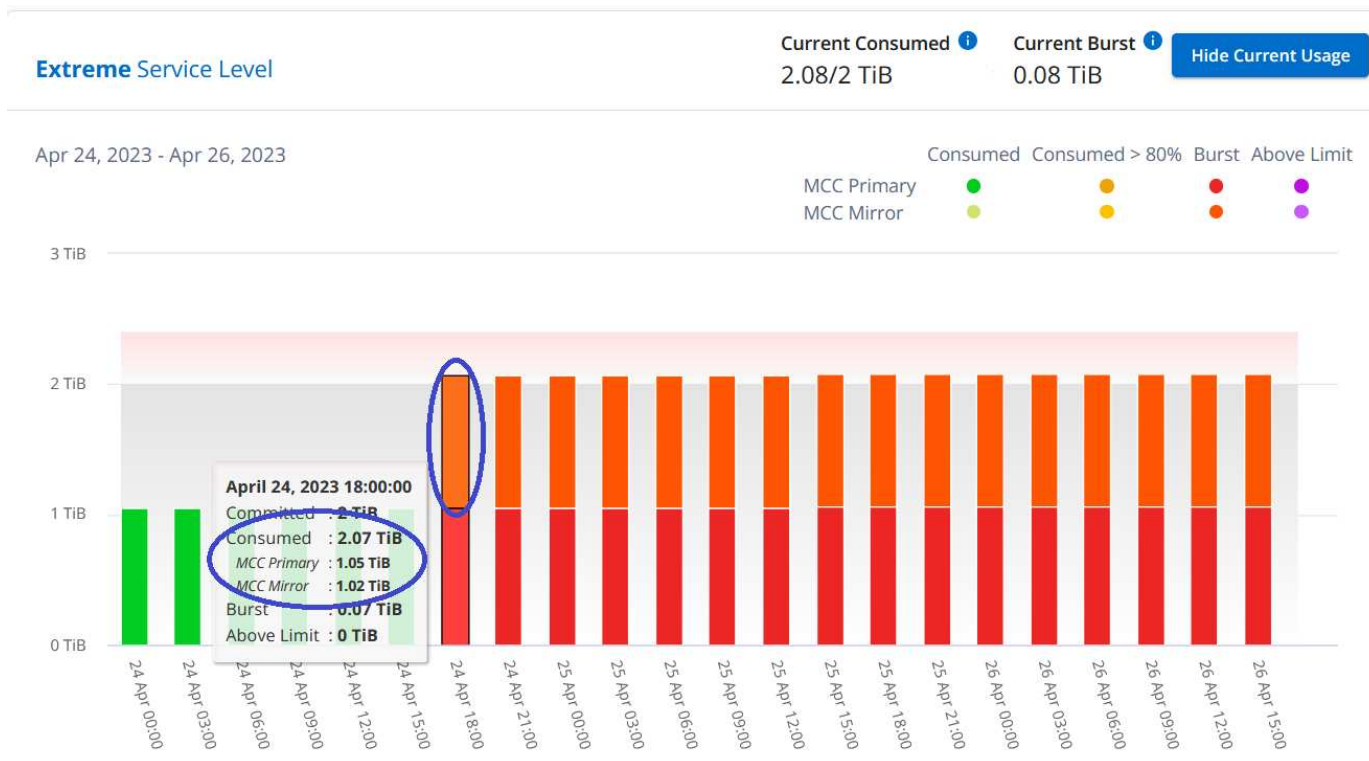 Extreme Service Level
Current Consumed i
2.08/2 TiB
Current Burst i
0.08 TiB
Hide Current Usage
Apr 24, 2023 - Apr 26, 2023
Consumed Consumed > 80% Burst Above Limit
MCC Primary
MCC Mirror
3 TiB
2 TiB
1 TiB
0 TiB
April 24, 2023 18:00:00
Committed : 2 TiB
Consumed : 2.07 TiB
MCC Primary : 1.05 TiB
MCC Mirror : 1.02 TiB
Burst : 0.07 TiB
Above Limit : 0 TiB
24 Apr 00:00
24 Apr 03:00
24 Apr 06:00
24 Apr 09:00
24 Apr 12:00
24 Apr 15:00
24 Apr 18:00
24 Apr 21:00
25 Apr 00:00
25 Apr 03:00
25 Apr 06:00
25 Apr 09:00
25 Apr 12:00
25 Apr 15:00
25 Apr 18:00
25 Apr 21:00
26 Apr 00:00
26 Apr 03:00
26 Apr 06:00
26 Apr 09:00
26 Apr 12:00
26 Apr 15:00